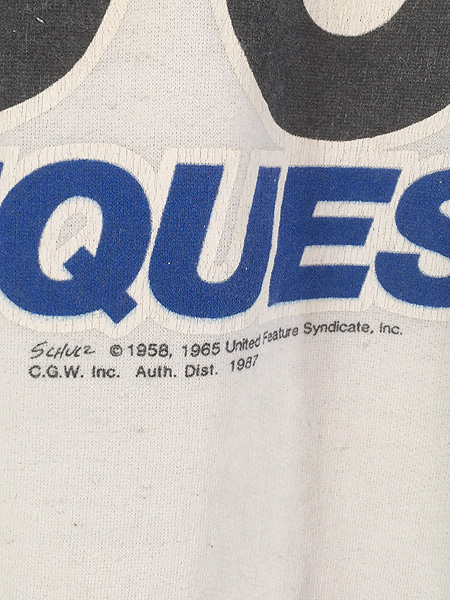 QUES
Schulz © 1958, 1965 United Feature Syndicate, Inc.
C.G.W. Inc. Auth. Dist. 1987